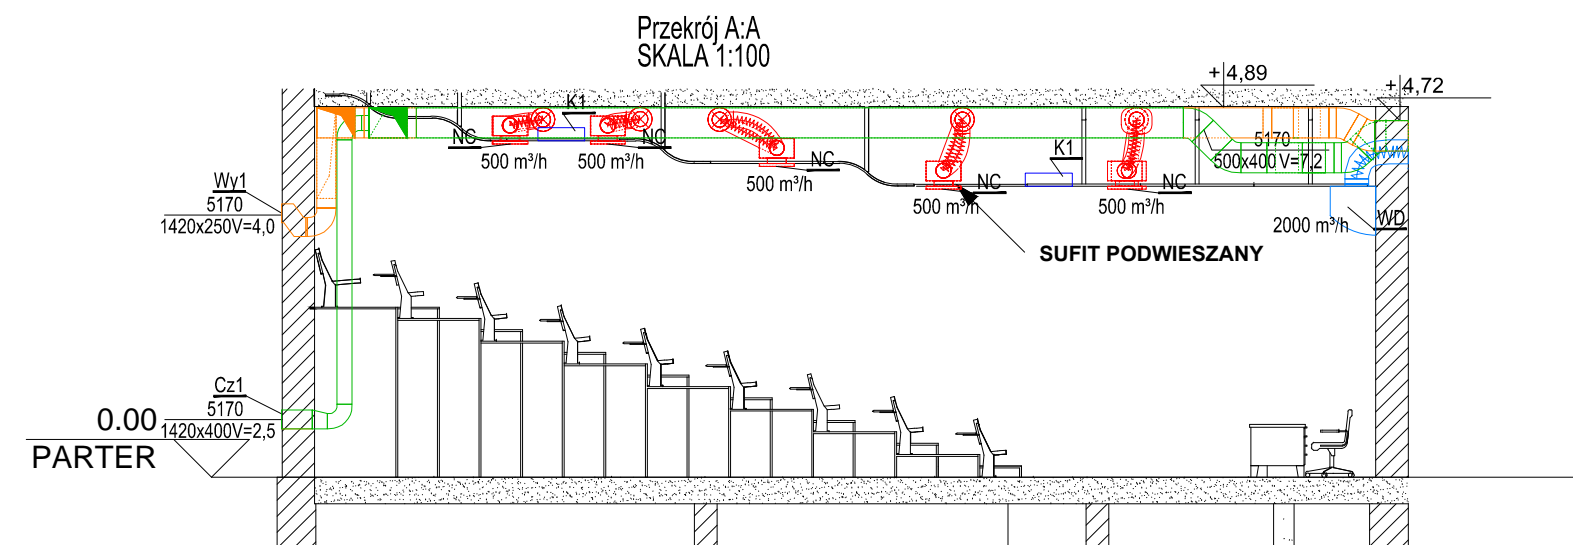 Przekrój A:A
SKALA 1:100
+ 4,89
+ 4,72
K1
NC
NC
500 m³/h
500 m³/h
NC
500 m³/h
K1
NC
NC
500 m³/h
500 m³/h
5170
500x400 V=7,2
2000 m³/h
WD
Wy1
5170
1420x250V=4,0
SUFIT PODWIESZANY
Cz1
5170
1420x400V=2,5
0.00
PARTER